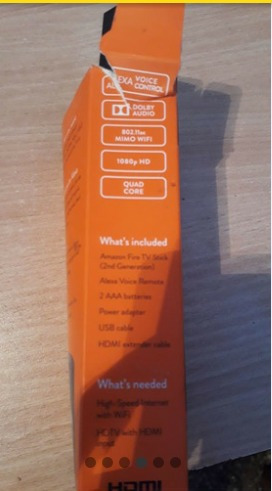 ALEXA VOICE
CONTROL
DOLBY
AUDIO
802.11ac
MIMO WIFI
1080p HD
QUAD
CORE
What's included
Amazon Fire TV Stick
(2nd Generation)
Alexa Voice Remote
2 AAA batteries
Power adapter
USB cable
HDMI extender cable
What's needed
High-Speed Internet
with WiFi
HDTV with HDMI
input
HDMI